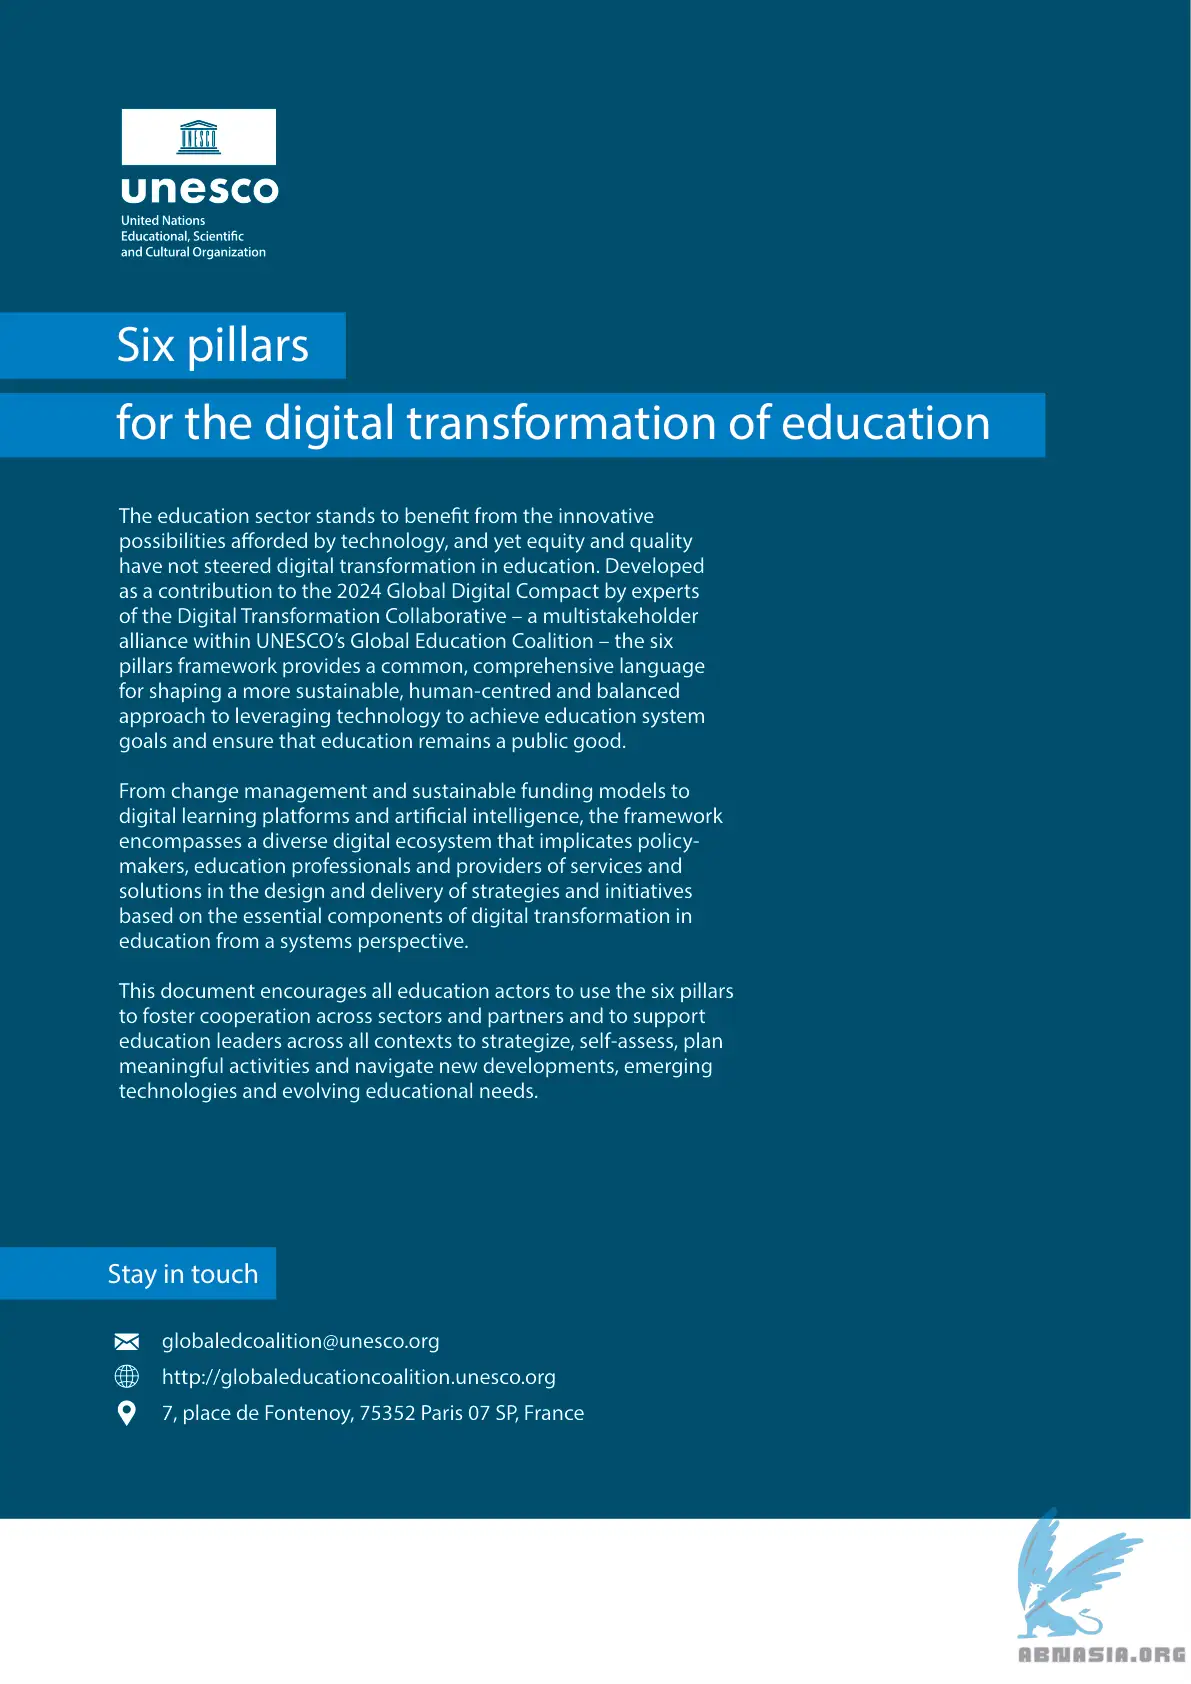 UNESCO
unesco
United Nations
Educational, Scientific
and Cultural Organization
Six pillars
for the digital transformation of education
The education sector stands to benefit from the innovative
possibilities afforded by technology, and yet equity and quality
have not steered digital transformation in education. Developed
as a contribution to the 2024 Global Digital Compact by experts
of the Digital Transformation Collaborative – a multistakeholder
alliance within UNESCO’s Global Education Coalition – the six
pillars framework provides a common, comprehensive language
for shaping a more sustainable, human-centred and balanced
approach to leveraging technology to achieve education system
goals and ensure that education remains a public good.
From change management and sustainable funding models to
digital learning platforms and artificial intelligence, the framework
encompasses a diverse digital ecosystem that implicates policy-
makers, education professionals and providers of services and
solutions in the design and delivery of strategies and initiatives
based on the essential components of digital transformation in
education from a systems perspective.
This document encourages all education actors to use the six pillars
to foster cooperation across sectors and partners and to support
education leaders across all contexts to strategize, self-assess, plan
meaningful activities and navigate new developments, emerging
technologies and evolving educational needs.
Stay in touch
globaledcoalition@unesco.org
http://globaleducationcoalition.unesco.org
7, place de Fontenoy, 75352 Paris 07 SP, France
ABNASIA.ORG